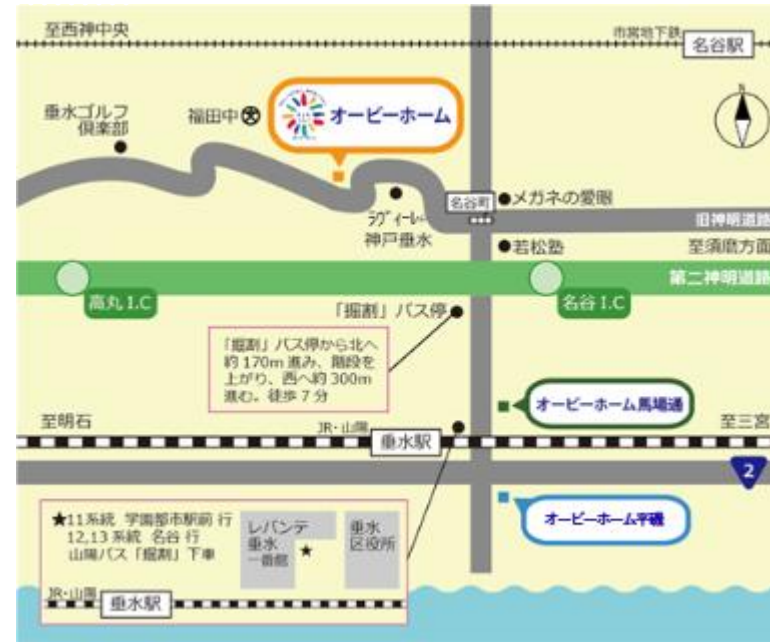 至西神中央
市営地下鉄
名谷駅
N
垂水ゴルフ
倶楽部
福田中
オービーホーム
名谷町
メガネの愛眼
ラヴィーレ
神戸垂水
旧神明道路
若松塾
至須磨方面
第二神明道路
高丸 I.C
名谷 I.C
「掘割」バス停
「掘割」バス停から北へ
約170m 進み、階段を
上がり、西へ約 300m
進む。徒歩 7 分
オービーホーム馬場通
至明石
JR・山陽
垂水駅
至三宮
2
★11系統 学園都市駅前 行
12,13 系統 名谷 行
山陽バス「掘割」下車
レバンテ
垂水
一番館
★
垂水
区役所
オービーホーム平磯
JR・山陽
垂水駅